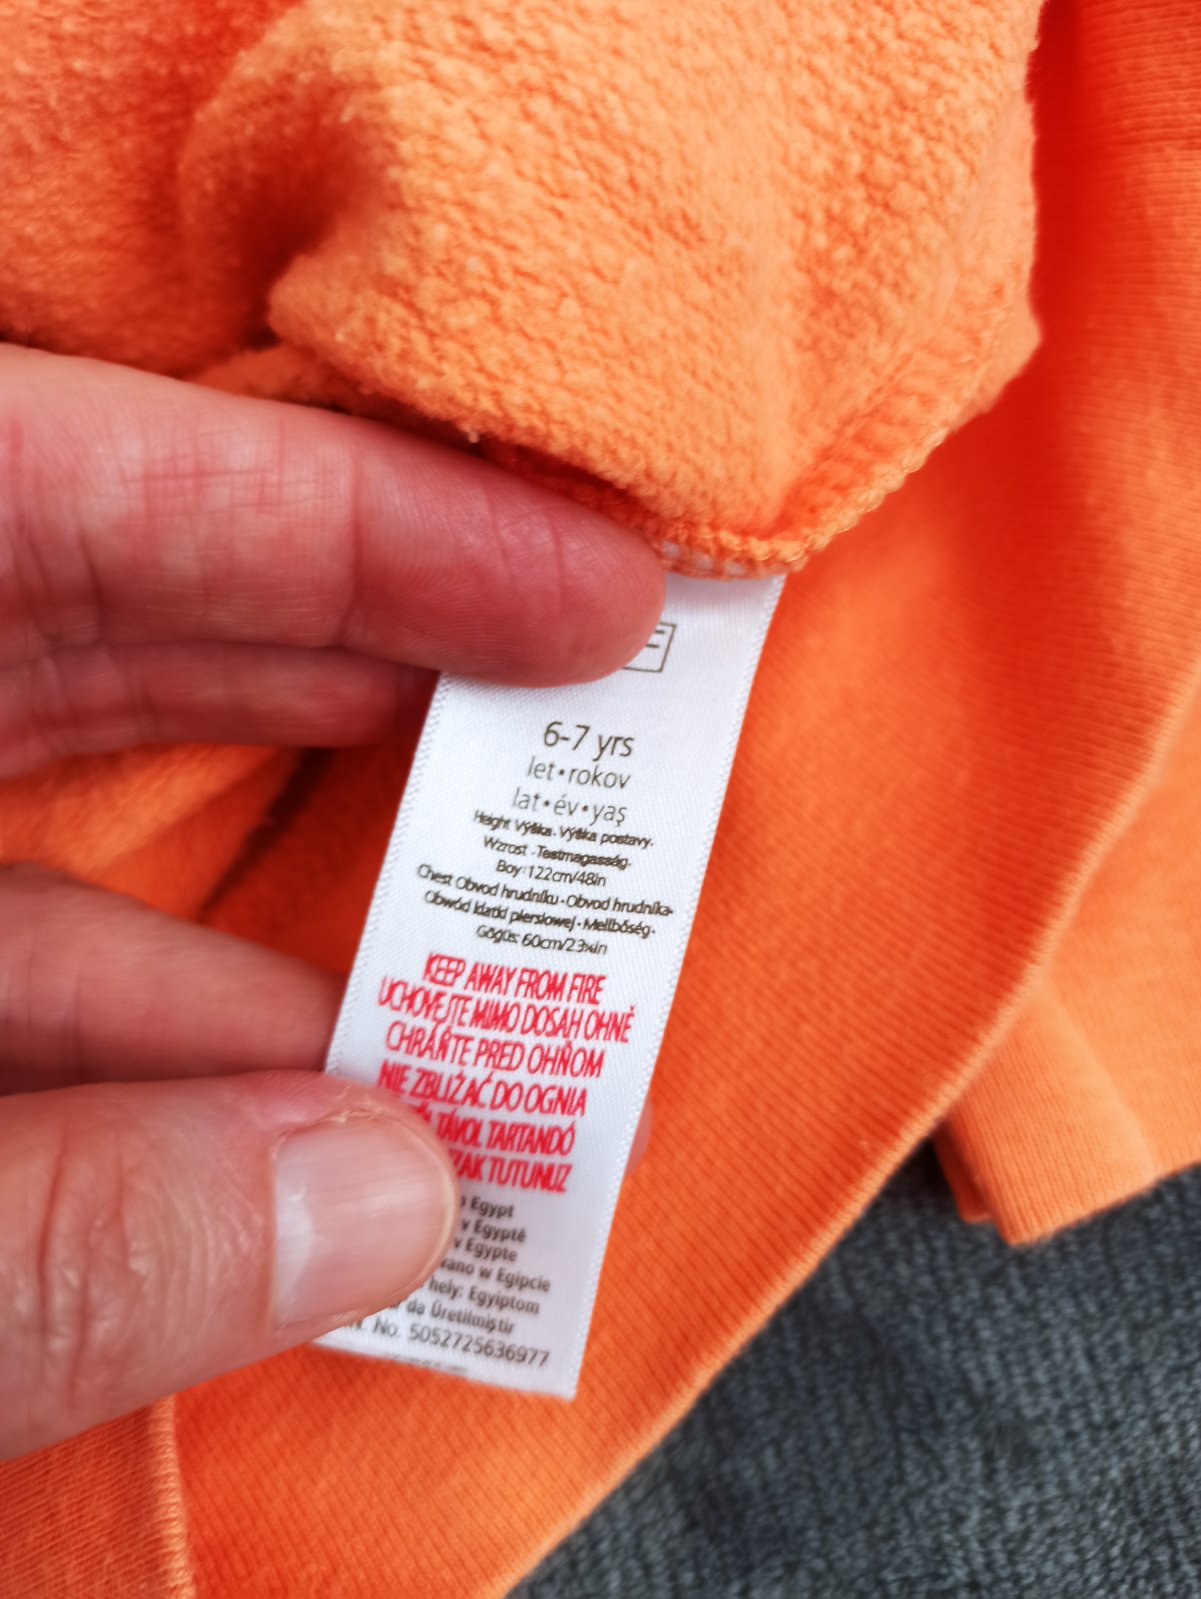 F
6-7 yrs
let•rokov
lat•év•yaş
Height Výška • Výška postavy•
Wzrost • Testmagasság•
Boy:122cm/48in
Chest Obvod hrudníku • Obvod hrudníka•
Obwód klatki piersiowej • Mellbőség•
Göğüs: 60cm/23½in
KEEP AWAY FROM FIRE
UCHOVEJTE MIMO DOSAH OHNĚ
CHRÁŇTE PRED OHŇOM
NIE ZBLIŻAĆ DO OGNIA
TÁVOL TARTANDÓ
TUTUNUZ
Egypt
v Egyptě
v Egypte
w Egipcie
hely: Egyiptom
da Üretilmiştir
No. 5052725636977